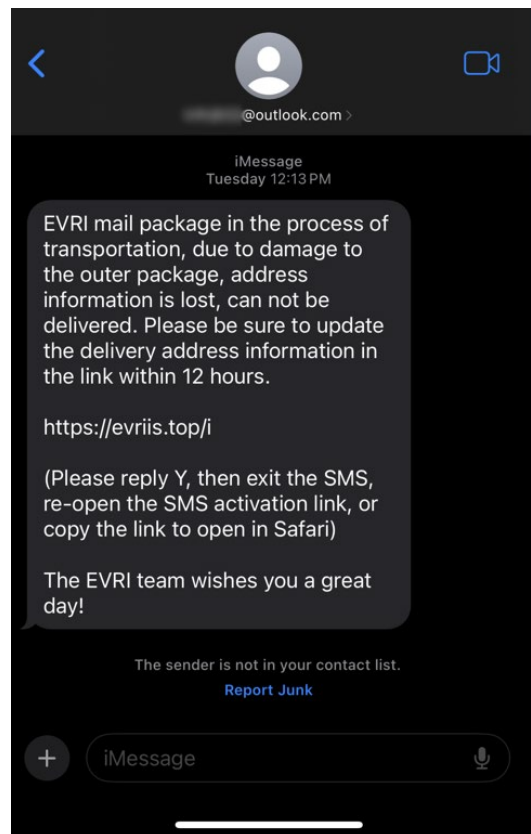 @outlook.com >
iMessage
Tuesday 12:13 PM
EVRI mail package in the process of
transportation, due to damage to
the outer package, address
information is lost, can not be
delivered. Please be sure to update
the delivery address information in
the link within 12 hours.
https://evriis.top/i
(Please reply Y, then exit the SMS,
re-open the SMS activation link, or
copy the link to open in Safari)
The EVRI team wishes you a great
day!
The sender is not in your contact list.
Report Junk
iMessage